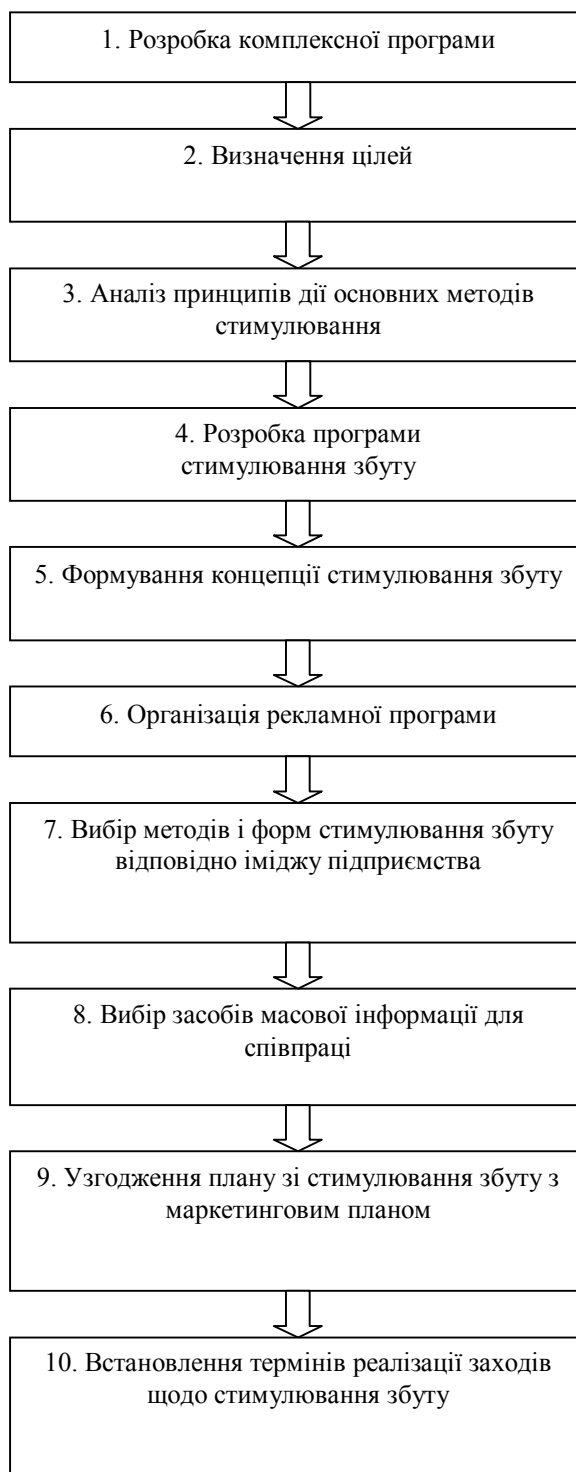 1. Розробка комплексної програми
2. Визначення цілей
3. Аналіз принципів дії основних методів
стимулювання
4. Розробка програми
стимулювання збуту
5. Формування концепції стимулювання збуту
6. Організація рекламної програми
7. Вибір методів і форм стимулювання збуту
відповідно іміджу підприємства
8. Вибір засобів масової інформації для
співпраці
9. Узгодження плану зі стимулювання збуту з
маркетинговим планом
10. Встановлення термінів реалізації заходів
щодо стимулювання збуту